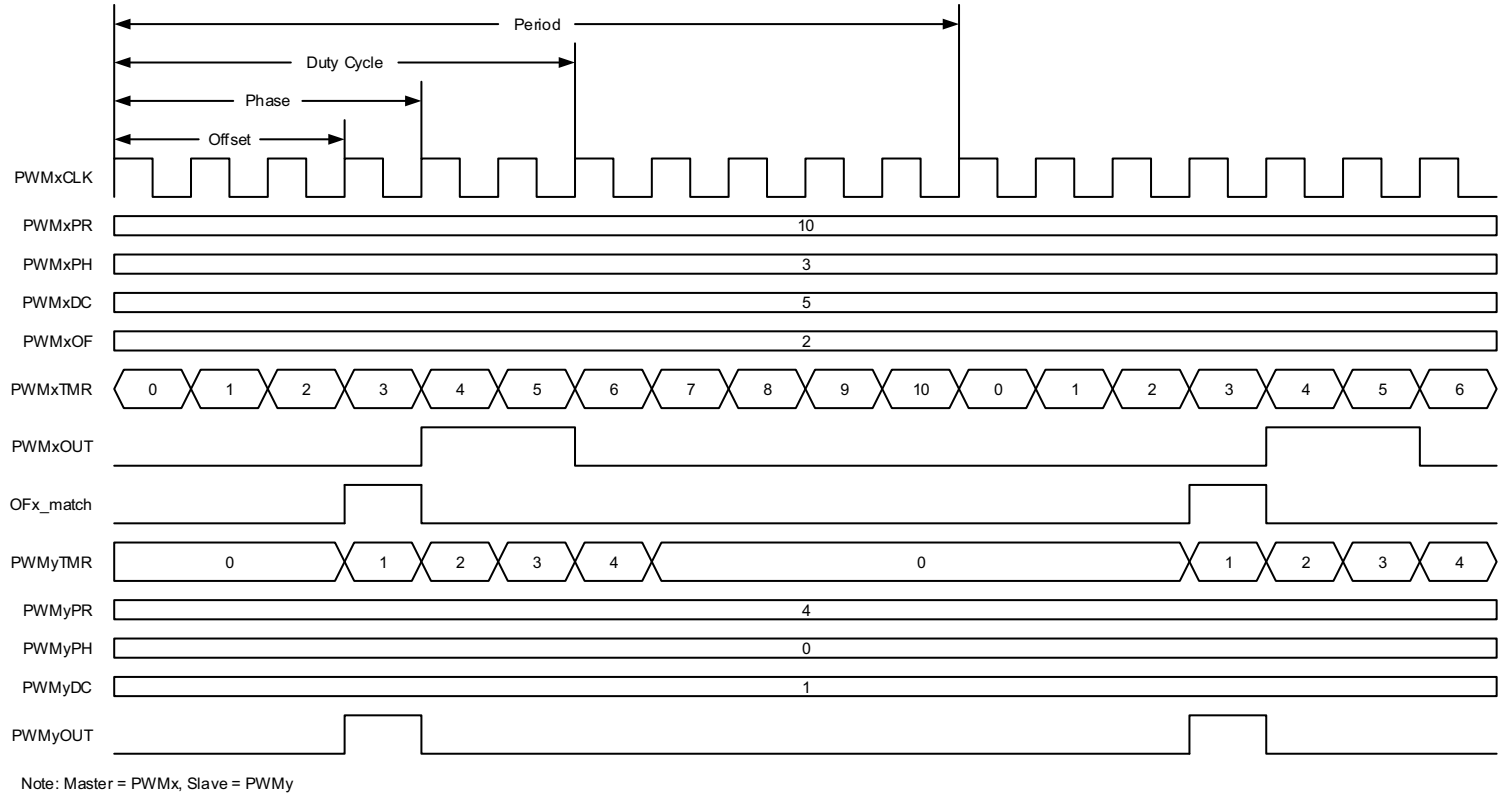 Period
Duty Cycle
Phase
Offset
PWMxCLK
PWMxPR 10
PWMxPH 3
PWMxDC 5
PWMxOF 2
PWMxTMR 0 1 2 3 4 5 6 7 8 9 10 0 1 2 3 4 5 6
PWMxOUT
OFx_match
PWMyTMR 0 1 2 3 4 0 1 2 3 4
PWMyPR 4
PWMyPH 0
PWMyDC 1
PWMyOUT
Note: Master = PWMx, Slave = PWMy